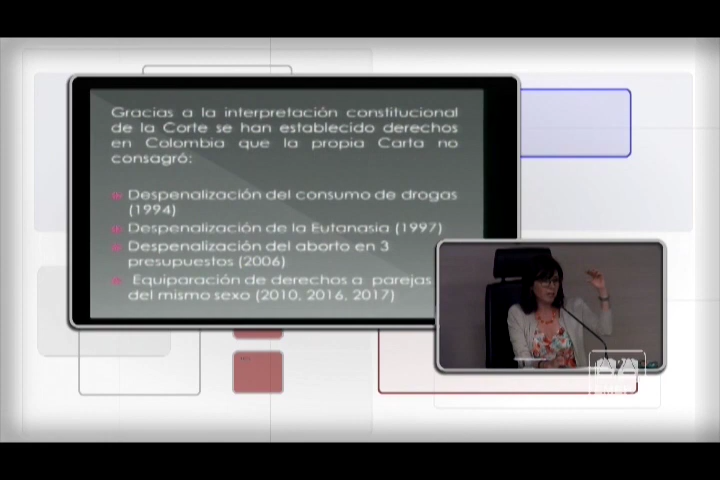 Gracias a la interpretación constitucional
de la Corte se han establecido derechos
en Colombia que la propia Carta no
consagró:
Despenalización del consumo de drogas
(1994)
Despenalización de la Eutanasia (1997)
Despenalización del aborto en 3
presupuestos (2006)
Equiparación de derechos a parejas
del mismo sexo (2010, 2016, 2017)